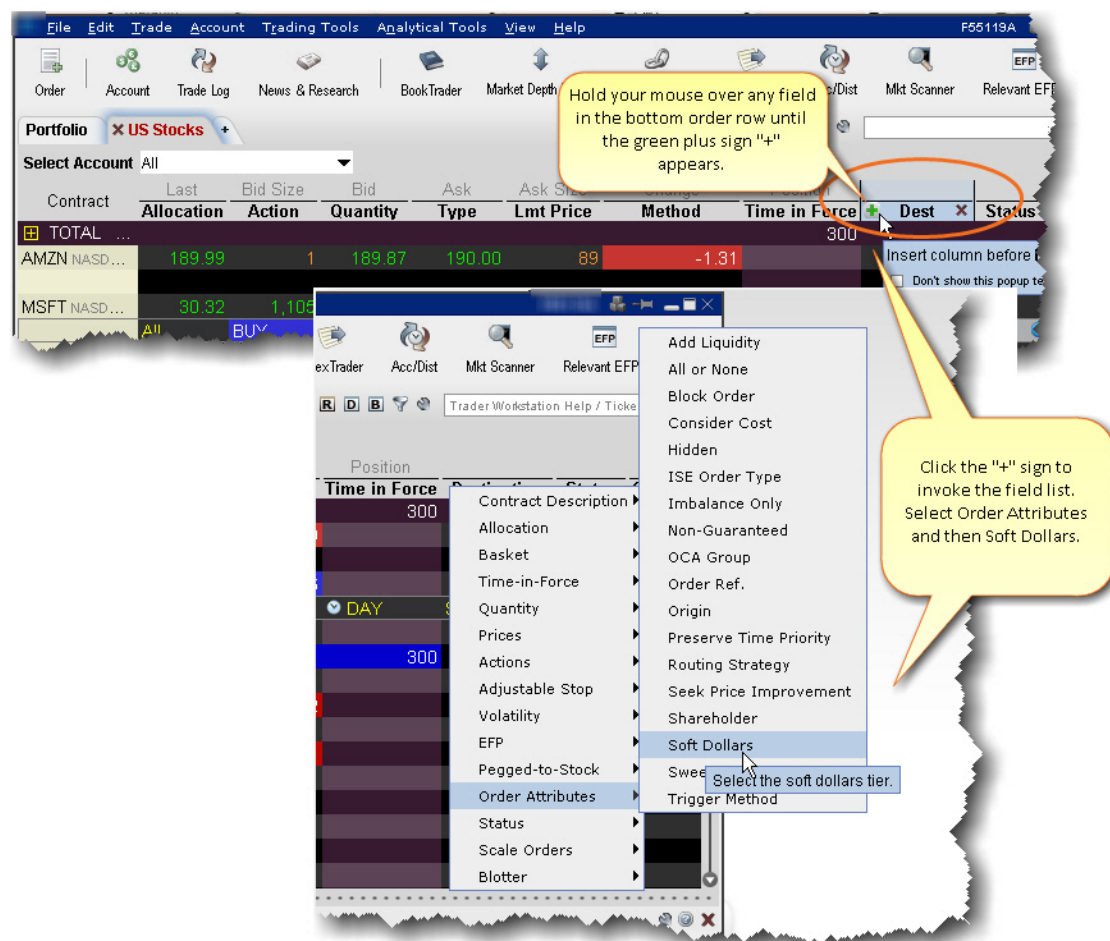 File Edit Trade Account Trading Tools Analytical Tools View Help F55119A
EFP
Order Account Trade Log News & Research BookTrader Market Depth /Dist Mkt Scanner Relevant EFP
Hold your mouse over any field
in the bottom order row until
the green plus sign "+"
appears.
Portfolio US Stocks +
Select Account All
Contract
Last Bid Size Bid Ask Ask Size Change Position
Allocation Action Quantity Type Lmt Price Method Time in Force + Dest Status
TOTAL ... 300
AMZN NASD... 189.99 1 189.87 190.00 89 -1.31
Insert column before
Don't show this popup te
MSFT NASD... 30.32 1,105
All BUY
EFP
exTrader Acc/Dist Mkt Scanner Relevant EFP
R D B Trader Workstation Help / Ticke
Position
Time in Force
300
DAY
300
Contract Description
Allocation
Basket
Time-in-Force
Quantity
Prices
Actions
Adjustable Stop
Volatility
EFP
Pegged-to-Stock
Order Attributes
Status
Scale Orders
Blotter
Add Liquidity
All or None
Block Order
Consider Cost
Hidden
ISE Order Type
Imbalance Only
Non-Guaranteed
OCA Group
Order Ref.
Origin
Preserve Time Priority
Routing Strategy
Seek Price Improvement
Shareholder
Soft Dollars
Swee
Select the soft dollars tier.
Trigger Method
Click the "+" sign to
invoke the field list.
Select Order Attributes
and then Soft Dollars.